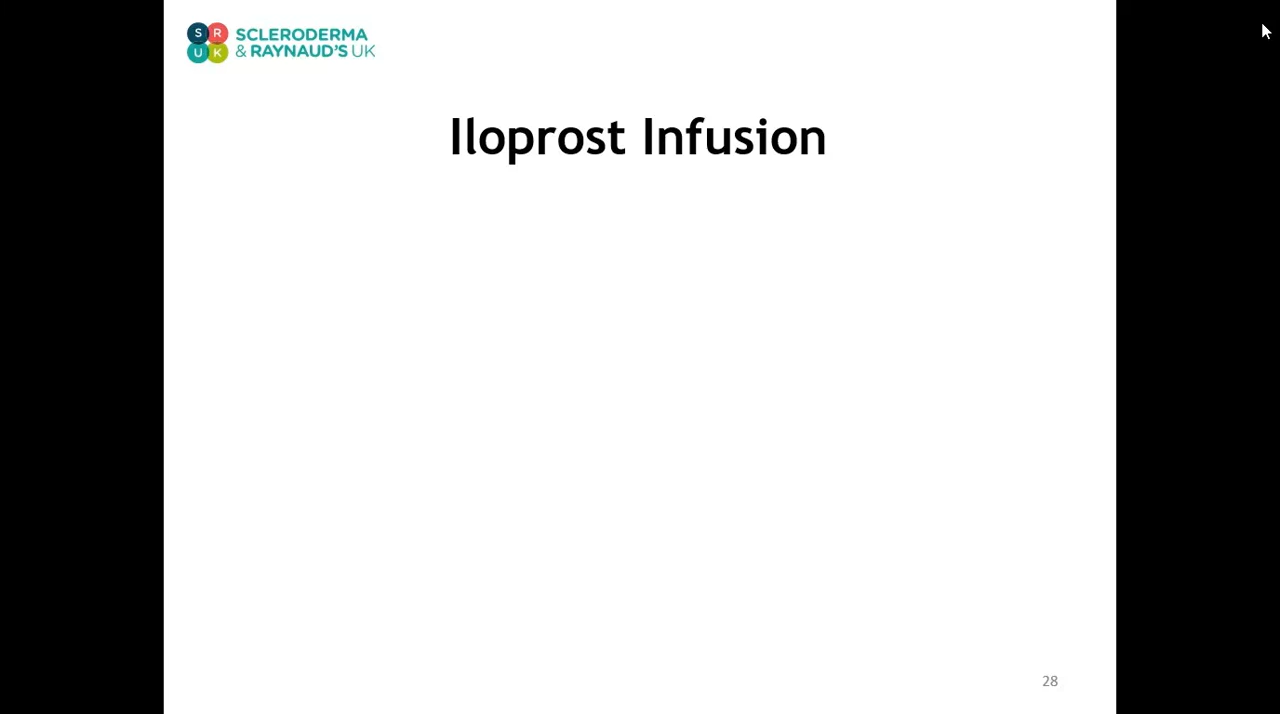 S R
U K
SCLERODERMA
& RAYNAUD'S UK
Iloprost Infusion
28